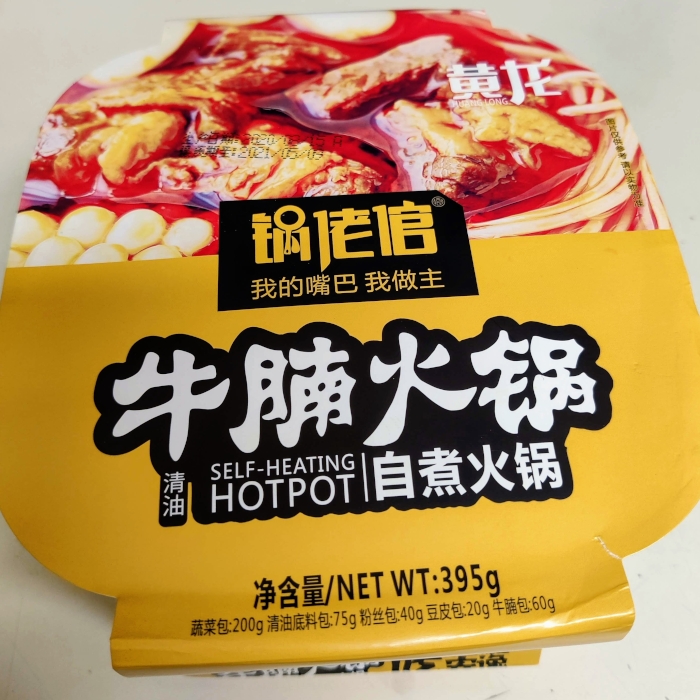 黄龙
HUANG LONG
锅佬倌®
我的嘴巴 我做主
牛腩火锅
清油
SELF-HEATING
HOTPOT
自煮火锅
净含量/NET WT:395g
蔬菜包:200g 清油底料包:75g 粉丝包:40g 豆皮包:20g 牛腩包:60g